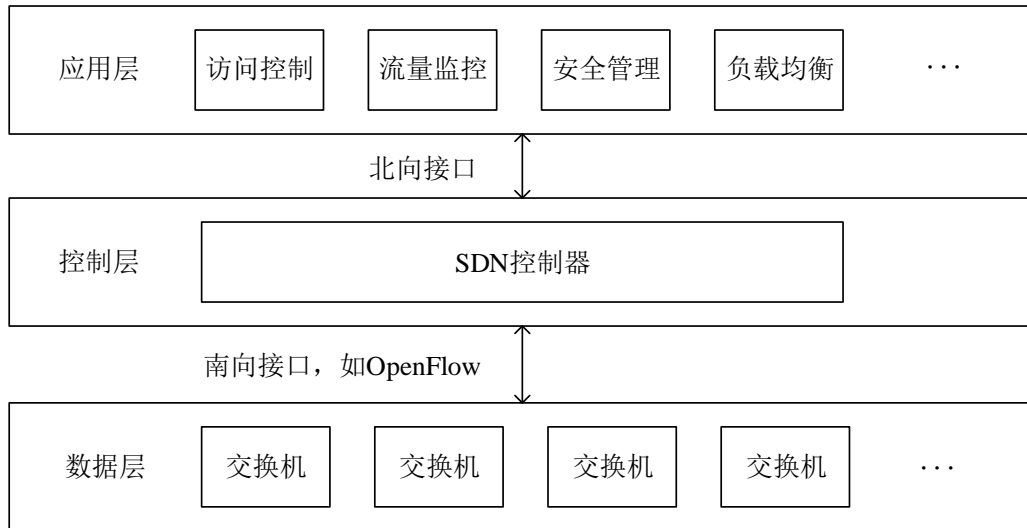 应用层 访问控制 流量监控 安全管理 负载均衡 ···
北向接口
控制层 SDN控制器
南向接口，如OpenFlow
数据层 交换机 交换机 交换机 交换机 ···